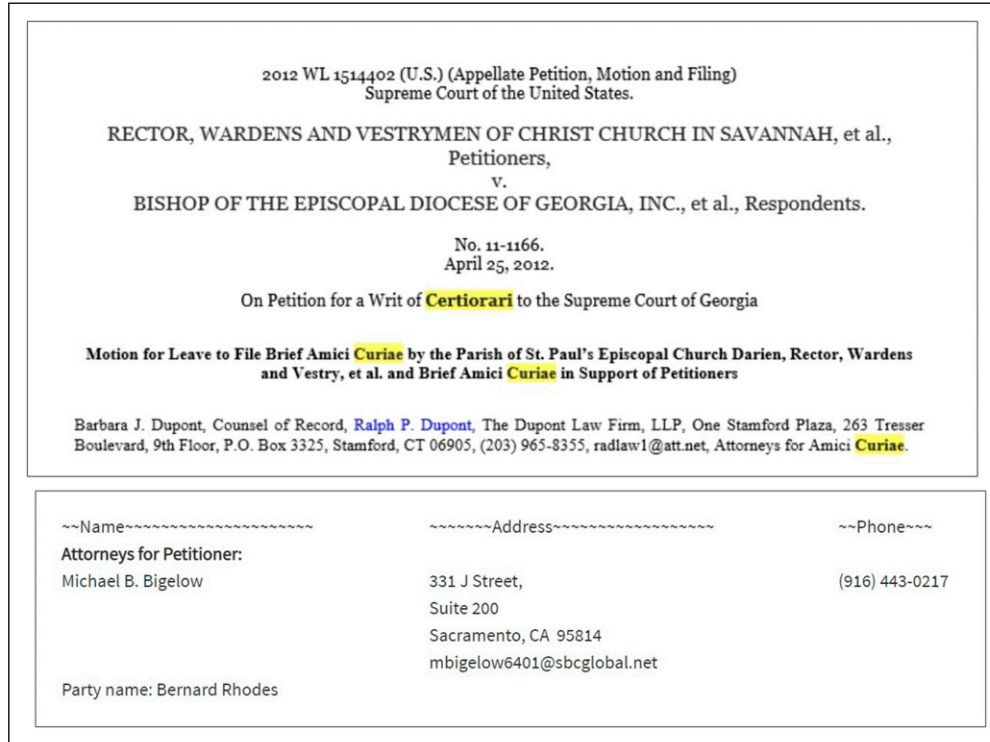 2012 WL 1514402 (U.S.) (Appellate Petition, Motion and Filing)
Supreme Court of the United States.
RECTOR, WARDENS AND VESTRYMEN OF CHRIST CHURCH IN SAVANNAH, et al.,
Petitioners,
v.
BISHOP OF THE EPISCOPAL DIOCESE OF GEORGIA, INC., et al., Respondents.
No. 11-1166.
April 25, 2012.
On Petition for a Writ of Certiorari to the Supreme Court of Georgia
Motion for Leave to File Brief Amici Curiae by the Parish of St. Paul's Episcopal Church Darien, Rector, Wardens
and Vestry, et al. and Brief Amici Curiae in Support of Petitioners
Barbara J. Dupont, Counsel of Record, Ralph P. Dupont, The Dupont Law Firm, LLP, One Stamford Plaza, 263 Tresser
Boulevard, 9th Floor, P.O. Box 3325, Stamford, CT 06905, (203) 965-8355, radlaw1@att.net, Attorneys for Amici Curiae.
~~Name~~~~~~~~~~~~~~~~~~~~~ ~~~~~~~Address~~~~~~~~~~~~~~~~~~ ~~Phone~~~
Attorneys for Petitioner:
Michael B. Bigelow 331 J Street, (916) 443-0217
Suite 200
Sacramento, CA 95814
mbigelow6401@sbcglobal.net
Party name: Bernard Rhodes